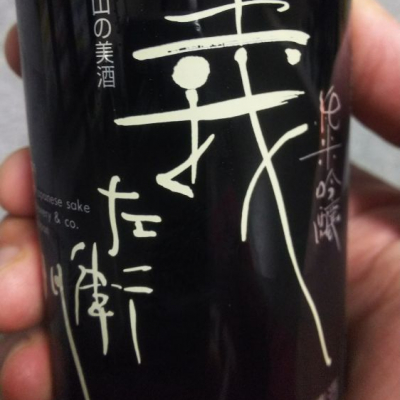 純米吟醸
義
左衛
門
山の美酒
japanese sake
& co.